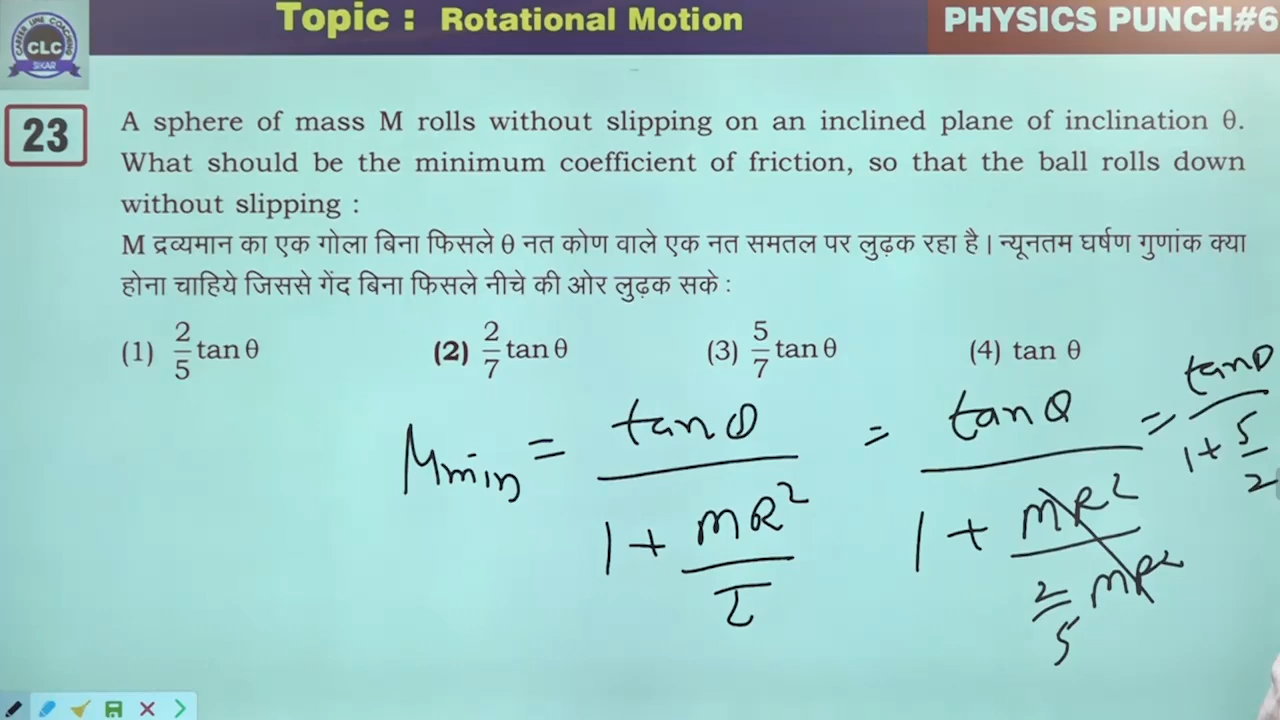 Topic : Rotational Motion
PHYSICS PUNCH#6
CAREER LINE COACHING
CLC
SIKAR
23
A sphere of mass M rolls without slipping on an inclined plane of inclination θ.
What should be the minimum coefficient of friction, so that the ball rolls down
without slipping :
M द्रव्यमान का एक गोला बिना फिसले θ नत कोण वाले एक नत समतल पर लुढ़क रहा है। न्यूनतम घर्षण गुणांक क्या
होना चाहिये जिससे गेंद बिना फिसले नीचे की ओर लुढ़क सके :
(1) 2/5 tan θ (2) 2/7 tan θ (3) 5/7 tan θ (4) tan θ
μmin = tan θ / (1 + MR²/I) = tan θ / (1 + MR²/(2/5 MR²)) = tan θ / (1 + 5/2)